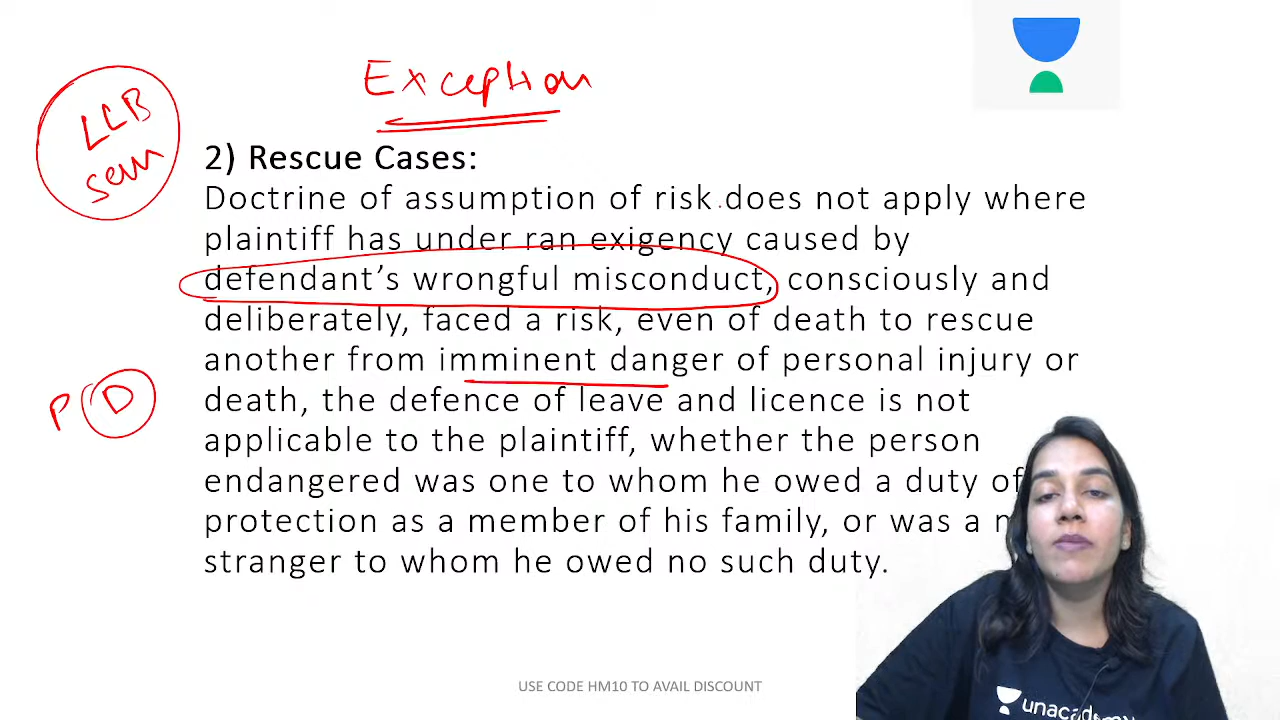 Exception
LLB
sem
2) Rescue Cases:
Doctrine of assumption of risk does not apply where
plaintiff has under ran exigency caused by
defendant's wrongful misconduct, consciously and
deliberately, faced a risk, even of death to rescue
another from imminent danger of personal injury or
death, the defence of leave and licence is not
P D
applicable to the plaintiff, whether the person
endangered was one to whom he owed a duty of
protection as a member of his family, or was a
stranger to whom he owed no such duty.
USE CODE HM10 TO AVAIL DISCOUNT
unacademy